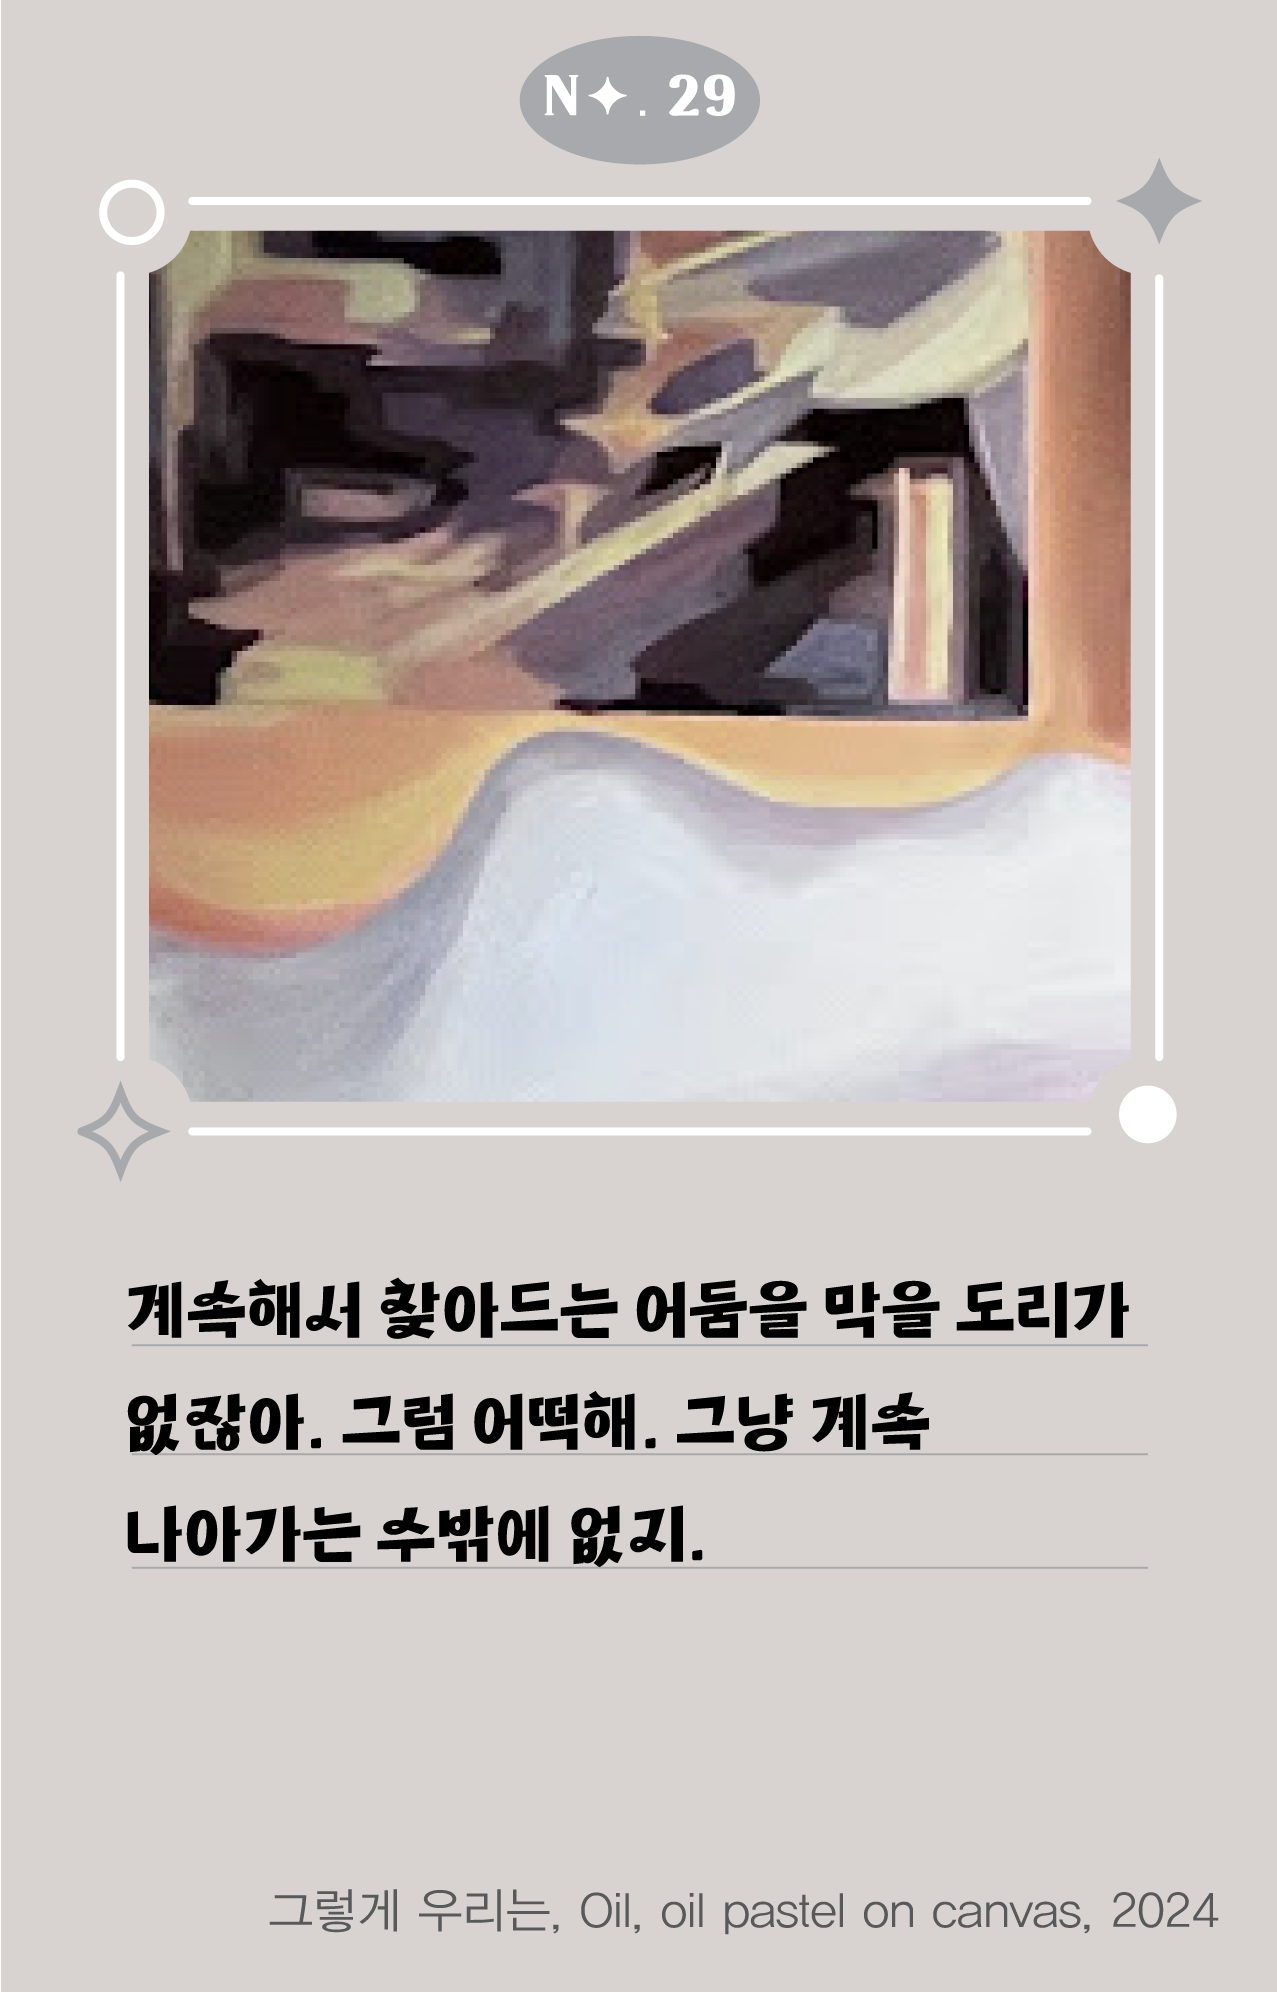 N✦. 29
계속해서 찾아드는 어둠을 막을 도리가
없잖아. 그럼 어떡해. 그냥 계속
나아가는 수밖에 없지.
그렇게 우리는, Oil, oil pastel on canvas, 2024